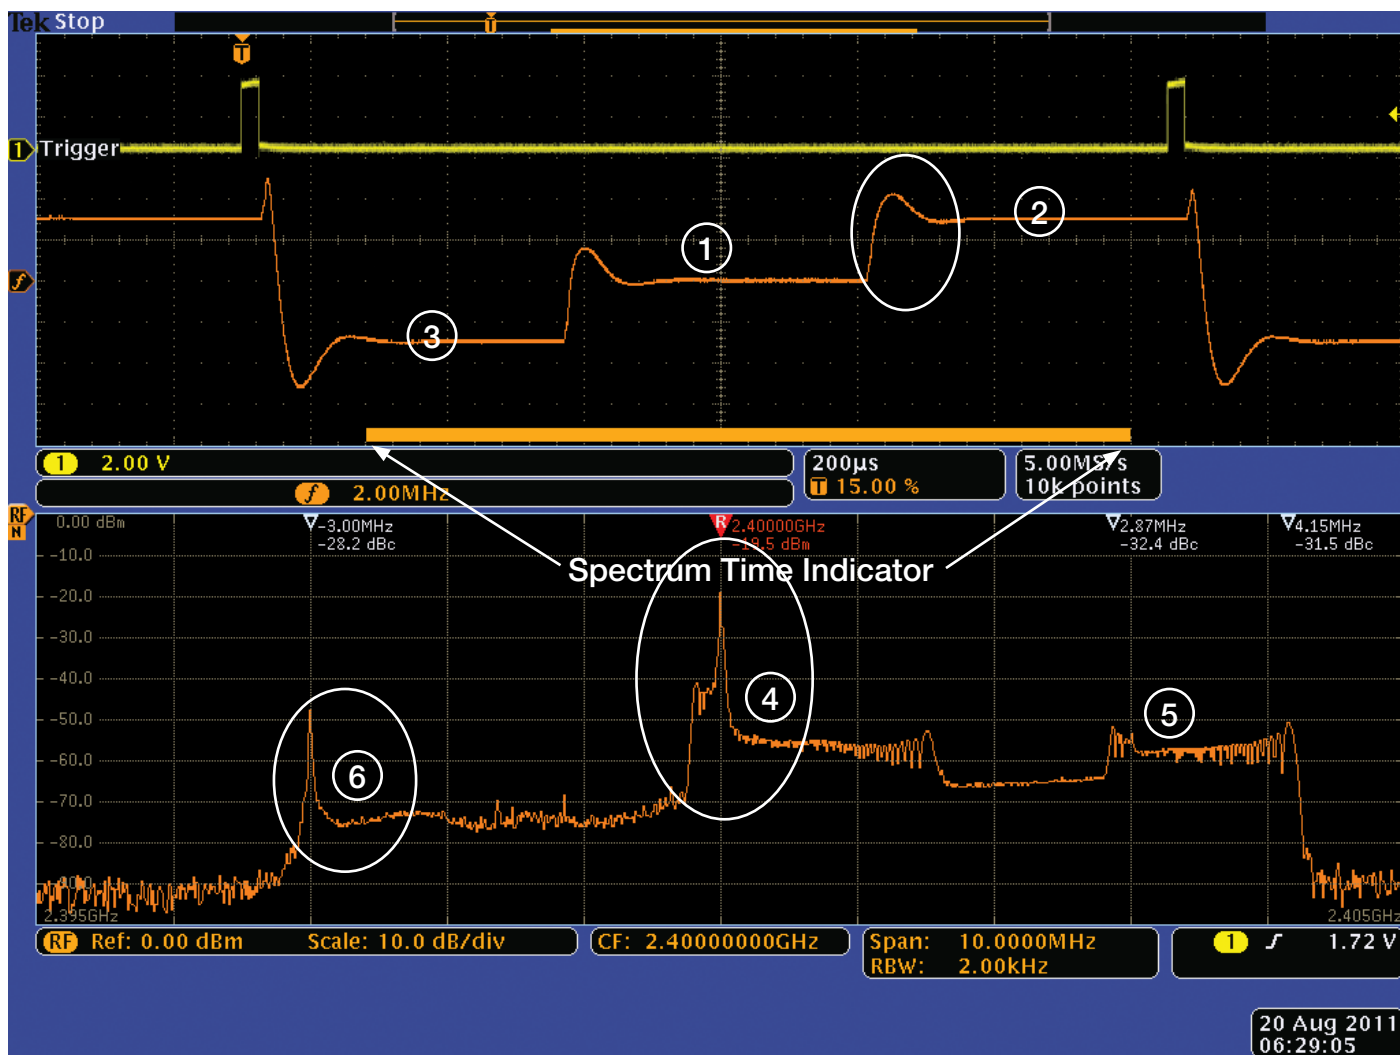 Tek Stop
T
T
1 Trigger
2
1
f
3
1 2.00 V
200µs
5.00MS/s
f 2.00MHz
T 15.00 %
10k points
RF
N
0.00 dBm
-3.00MHz
R 2.40000GHz
2.87MHz
4.15MHz
-28.2 dBc
-19.5 dBm
-32.4 dBc
-31.5 dBc
-10.0
Spectrum Time Indicator
-20.0
-30.0
-40.0
4
-50.0
5
-60.0
6
-70.0
-80.0
-90.0
2.395GHz
2.405GHz
RF Ref: 0.00 dBm Scale: 10.0 dB/div
CF: 2.40000000GHz
Span: 10.0000MHz
RBW: 2.00kHz
1 1.72 V
20 Aug 2011
06:29:05